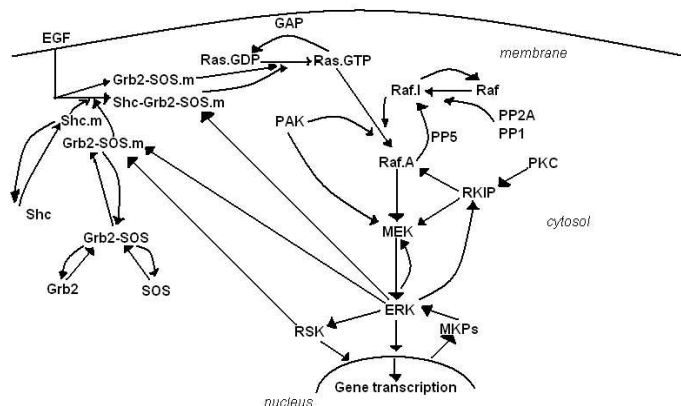 GAP
EGF
Ras.GDP
Ras.GTP
membrane
Grb2-SOS.m
Raf.I
Raf
Shc-Grb2-SOS.m
PP2A
PP1
Shc.m
PAK
PP5
Grb2-SOS.m
Raf.A
PKC
RKIP
Shc
cytosol
MEK
Grb2-SOS
Grb2
SOS
ERK
RSK
MKPs
Gene transcription
nucleus